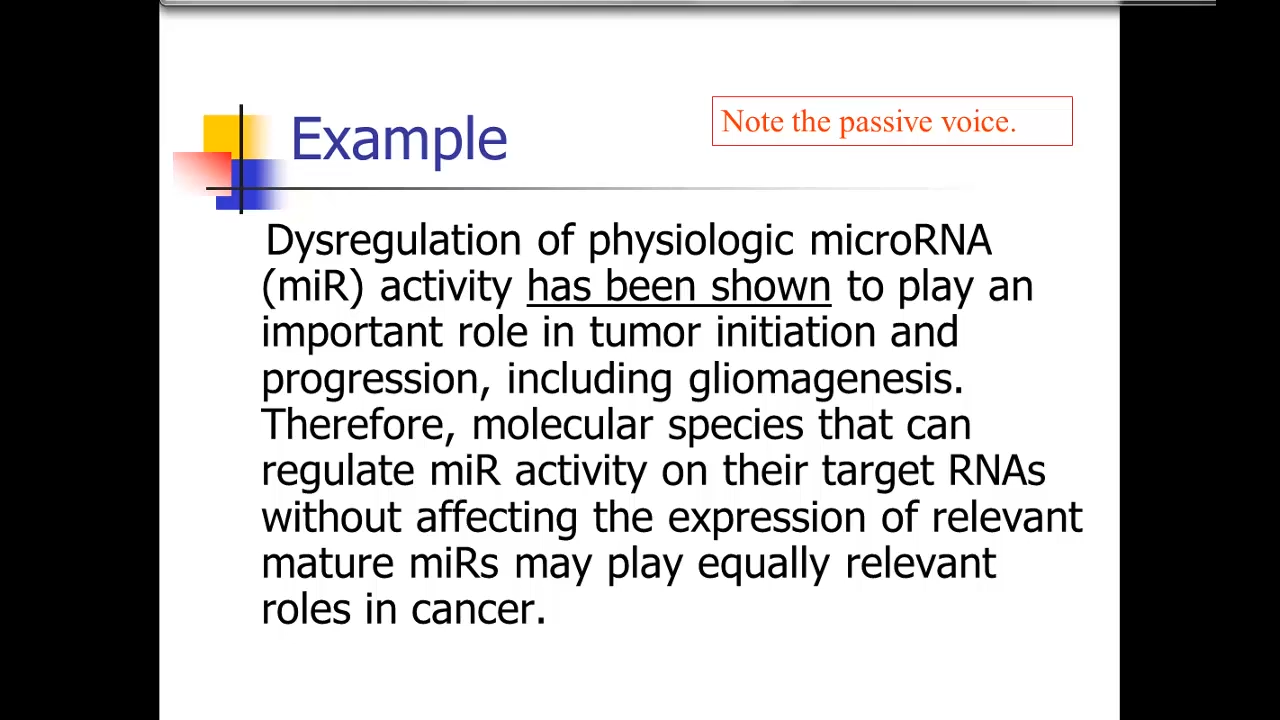 Example
Note the passive voice.
Dysregulation of physiologic microRNA
(miR) activity has been shown to play an
important role in tumor initiation and
progression, including gliomagenesis.
Therefore, molecular species that can
regulate miR activity on their target RNAs
without affecting the expression of relevant
mature miRs may play equally relevant
roles in cancer.